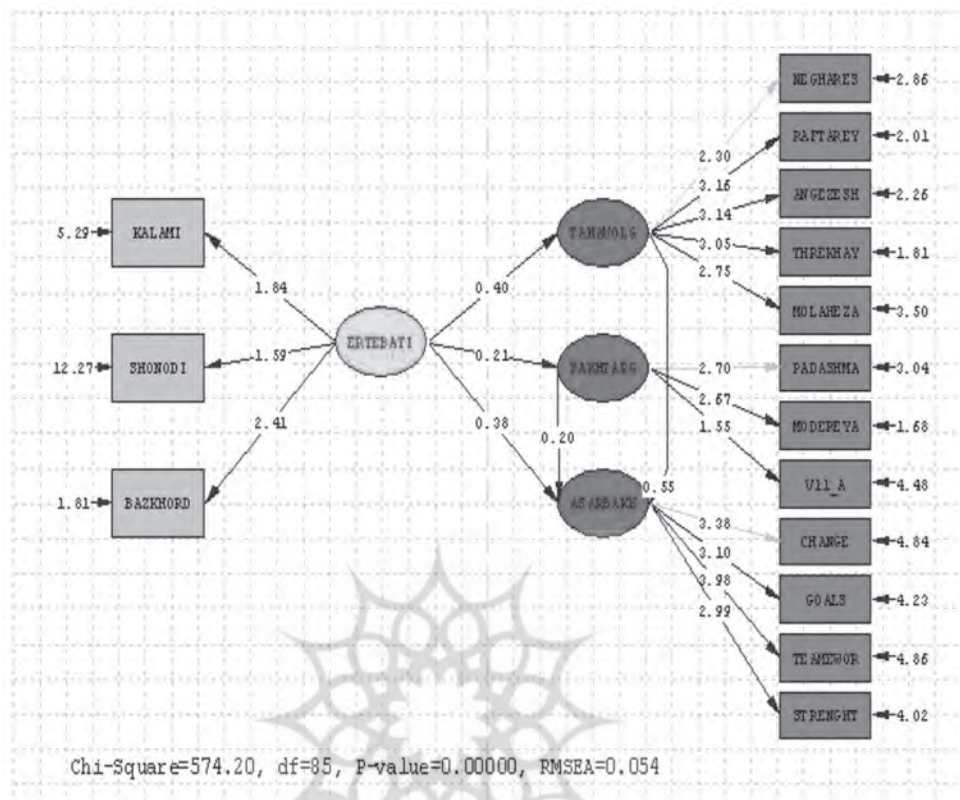 NEGHARES 2.86
2.30
RAFTAREY 2.01
3.16
ANGEZESH 2.26
3.14
5.29 KALAMI
THREKHAY 1.81
3.05
2.75
1.84
0.40
MOLAHEZA 3.50
ERTEBATI
12.27 SHONODI
1.59
0.21
2.70
PADASHMA 3.04
2.67
MODEREYA 1.68
1.55
2.41
0.38
0.20
V11_A 4.48
0.55
1.81 BAZKHORD
ASARBAKH
3.38
CHANGE 4.84
3.10
GOALS 4.23
3.98
2.99
TEAMEWOR 4.86
STRENGHT 4.02
Chi-Square=574.20, df=85, P-value=0.00000, RMSEA=0.054